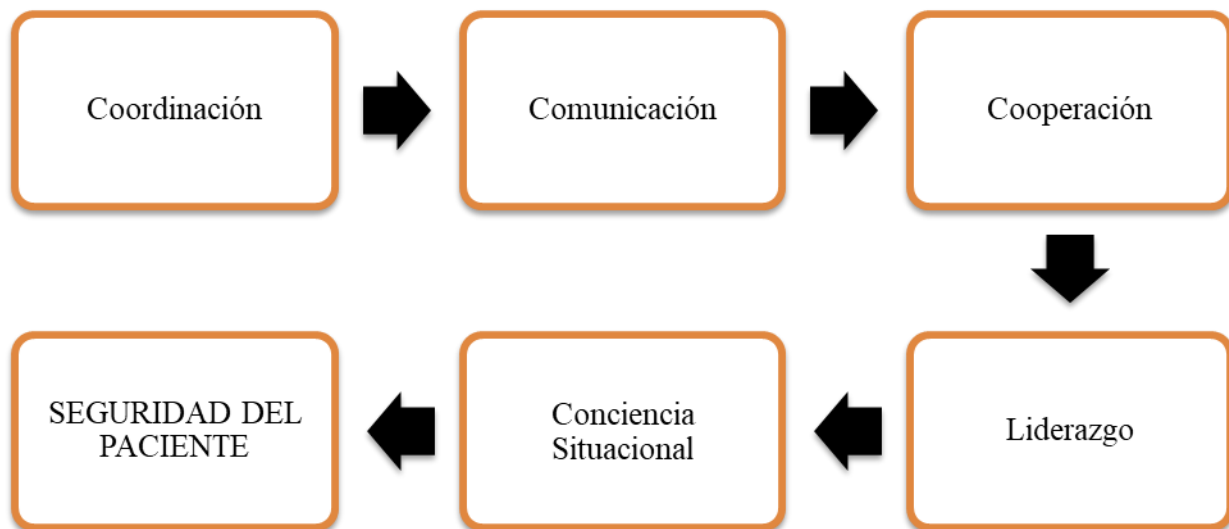 Coordinación
Comunicación
Cooperación
Liderazgo
Conciencia
Situacional
SEGURIDAD DEL
PACIENTE